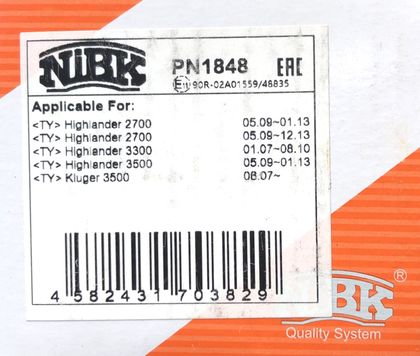 NiBK PN1848 EAC
E11 90R-02A01559/48835
Applicable For:
<TY> Highlander 2700 05.09~01.13
<TY> Highlander 2700 05.09~12.13
<TY> Highlander 3300 01.07~08.10
<TY> Highlander 3500 05.09~01.13
<TY> Kluger 3500 08.07~
4 582431 703829
BK ®
Quality System